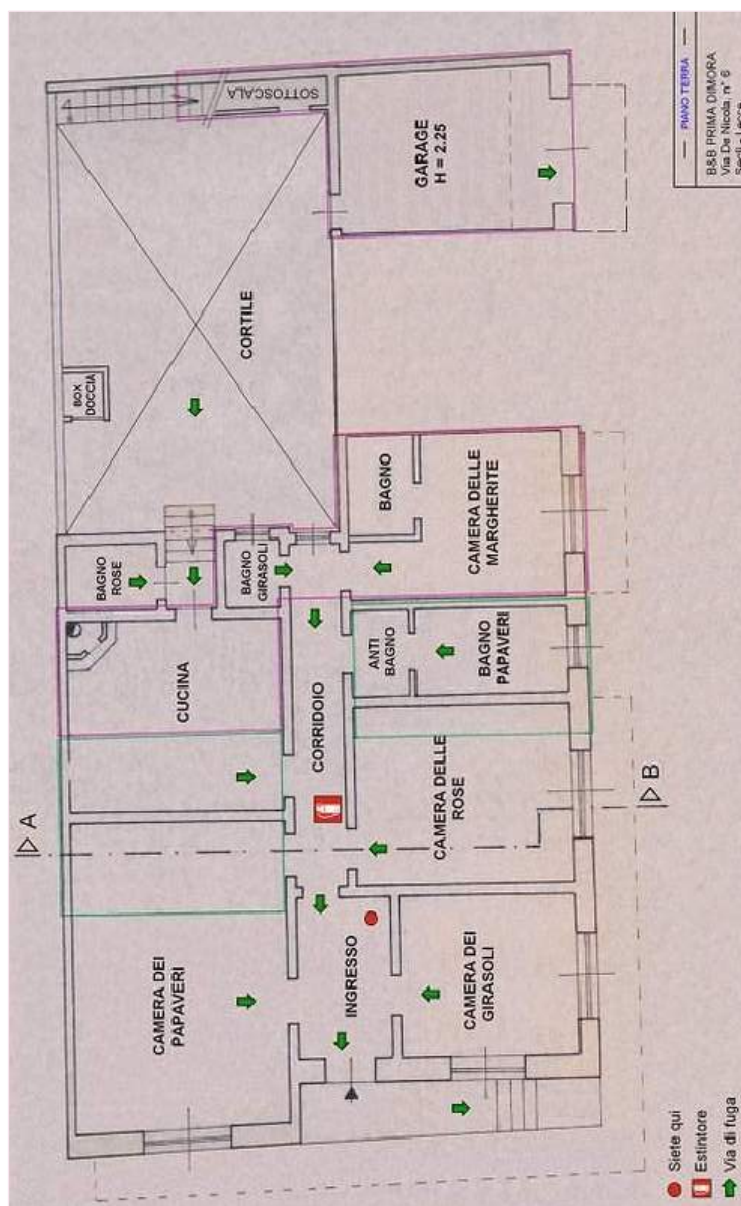 PIANO TERRA
B&B PRIMA DIMORA
Via De Nicola, n° 6
SOTTOSCALA
GARAGE
H = 2.25
BOX
DOCCIA
CORTILE
BAGNO
ROSE
BAGNO
GIRASOLI
BAGNO
CAMERA DELLE
MARGHERITE
CUCINA
CORRIDOIO
ANTI
BAGNO
BAGNO
PAPAVERI
A
CAMERA DELLE
ROSE
B
CAMERA DEI
PAPAVERI
INGRESSO
CAMERA DEI
GIRASOLI
Siete qui
Estintore
Via di fuga